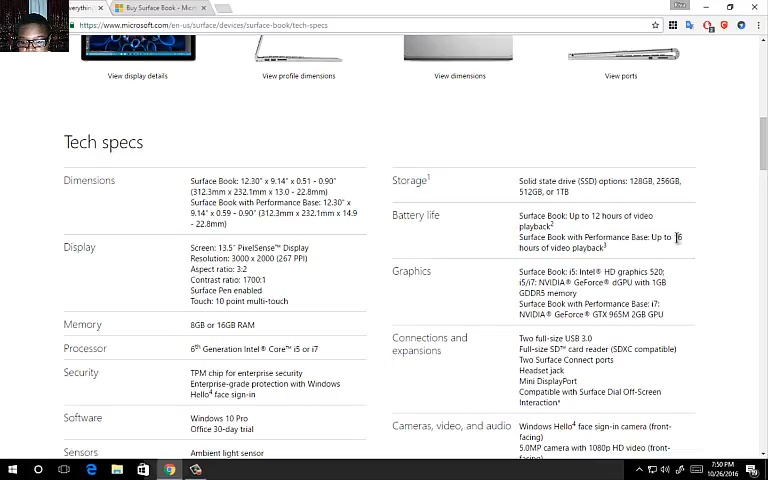 everything
Buy Surface Book - Micr
Kiva
https://www.microsoft.com/en-us/surface/devices/surface-book/tech-specs
View display details
View profile dimensions
View dimensions
View ports
Tech specs
Dimensions
Surface Book: 12.30" x 9.14" x 0.51 - 0.90"
(312.3mm x 232.1mm x 13.0 - 22.8mm)
Surface Book with Performance Base: 12.30" x
9.14" x 0.59 - 0.90" (312.3mm x 232.1mm x 14.9
- 22.8mm)
Display
Screen: 13.5" PixelSense™ Display
Resolution: 3000 x 2000 (267 PPI)
Aspect ratio: 3:2
Contrast ratio: 1700:1
Surface Pen enabled
Touch: 10 point multi-touch
Memory
8GB or 16GB RAM
Processor
6th Generation Intel® Core™ i5 or i7
Security
TPM chip for enterprise security
Enterprise-grade protection with Windows
Hello4 face sign-in
Software
Windows 10 Pro
Office 30-day trial
Sensors
Ambient light sensor
Storage1
Solid state drive (SSD) options: 128GB, 256GB,
512GB, or 1TB
Battery life
Surface Book: Up to 12 hours of video
playback2
Surface Book with Performance Base: Up to 16
hours of video playback3
Graphics
Surface Book: i5: Intel® HD graphics 520;
i5/i7: NVIDIA® GeForce® dGPU with 1GB
GDDR5 memory
Surface Book with Performance Base: i7:
NVIDIA® GeForce® GTX 965M 2GB GPU
Connections and
expansions
Two full-size USB 3.0
Full-size SD™ card reader (SDXC compatible)
Two Surface Connect ports
Headset jack
Mini DisplayPort
Compatible with Surface Dial Off-Screen
Interaction*
Cameras, video, and audio
Windows Hello4 face sign-in camera (front-
facing)
5.0MP camera with 1080p HD video (front-
7:50 PM
10/26/2016